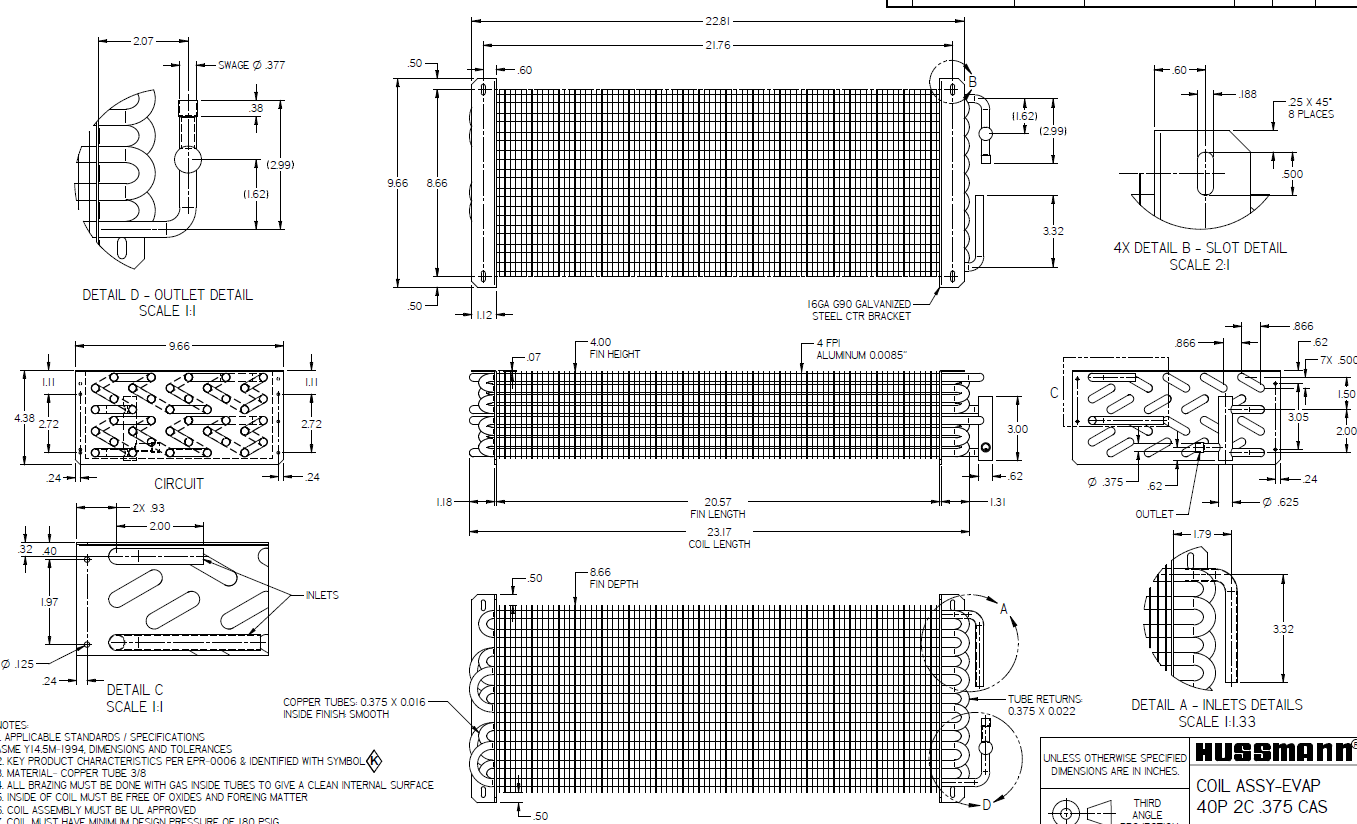 22.81
21.76
.50
.60
B
(1.62)
(2.99)
9.66
8.66
3.32
.50
1.12
16GA G90 GALVANIZED
STEEL CTR BRACKET
2.07
SWAGE Ø .377
.38
(2.99)
(1.62)
DETAIL D - OUTLET DETAIL
SCALE 1:1
.60
.188
.25 X 45°
8 PLACES
.500
4X DETAIL B - SLOT DETAIL
SCALE 2:1
9.66
1.11
1.11
4.38
2.72
2.72
.24
.24
CIRCUIT
.07
4.00
FIN HEIGHT
4 FPI
ALUMINUM 0.0085"
3.00
.62
1.18
20.57
FIN LENGTH
1.31
23.17
COIL LENGTH
.866
.866
.62
7X .500
C
1.50
3.05
2.00
Ø .375
.62
.24
Ø .625
OUTLET
2X .93
2.00
.32
.40
1.97
INLETS
Ø .125
.24
DETAIL C
SCALE 1:1
.50
8.66
FIN DEPTH
A
COPPER TUBES: 0.375 X 0.016
INSIDE FINISH: SMOOTH
TUBE RETURNS:
0.375 X 0.022
D
.50
1.79
3.32
DETAIL A - INLETS DETAILS
SCALE 1:1.33
NOTES:
. APPLICABLE STANDARDS / SPECIFICATIONS
ASME Y14.5M-1994, DIMENSIONS AND TOLERANCES
2. KEY PRODUCT CHARACTERISTICS PER EPR-0006 & IDENTIFIED WITH SYMBOL K
3. MATERIAL- COPPER TUBE 3/8
4. ALL BRAZING MUST BE DONE WITH GAS INSIDE TUBES TO GIVE A CLEAN INTERNAL SURFACE
5. INSIDE OF COIL MUST BE FREE OF OXIDES AND FOREING MATTER
6. COIL ASSEMBLY MUST BE UL APPROVED
7. COIL MUST HAVE MINIMUM DESIGN PRESSURE OF 180 PSIG
UNLESS OTHERWISE SPECIFIED
DIMENSIONS ARE IN INCHES.
THIRD
ANGLE
PROJECTION
HUSSMANN®
COIL ASSY-EVAP
40P 2C .375 CAS